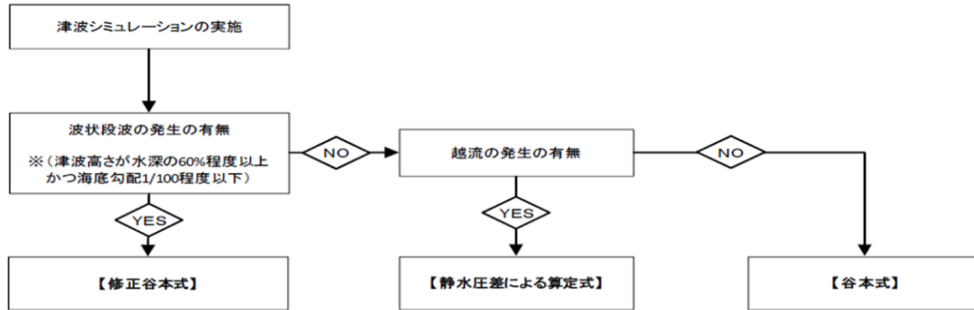 津波シミュレーションの実施
波状段波の発生の有無
※（津波高さが水深の60%程度以上
かつ海底勾配1/100程度以下）
NO
越流の発生の有無
NO
YES
YES
【修正谷本式】
【静水圧差による算定式】
【谷本式】